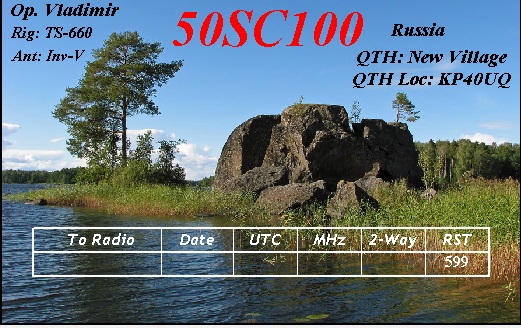 Op. Vladimir
50SC100
Rig: TS-660
Russia
Ant: Inv-V
QTH: New Village
QTH Loc: KP40UQ
To Radio Date UTC MHz 2-Way RST
599